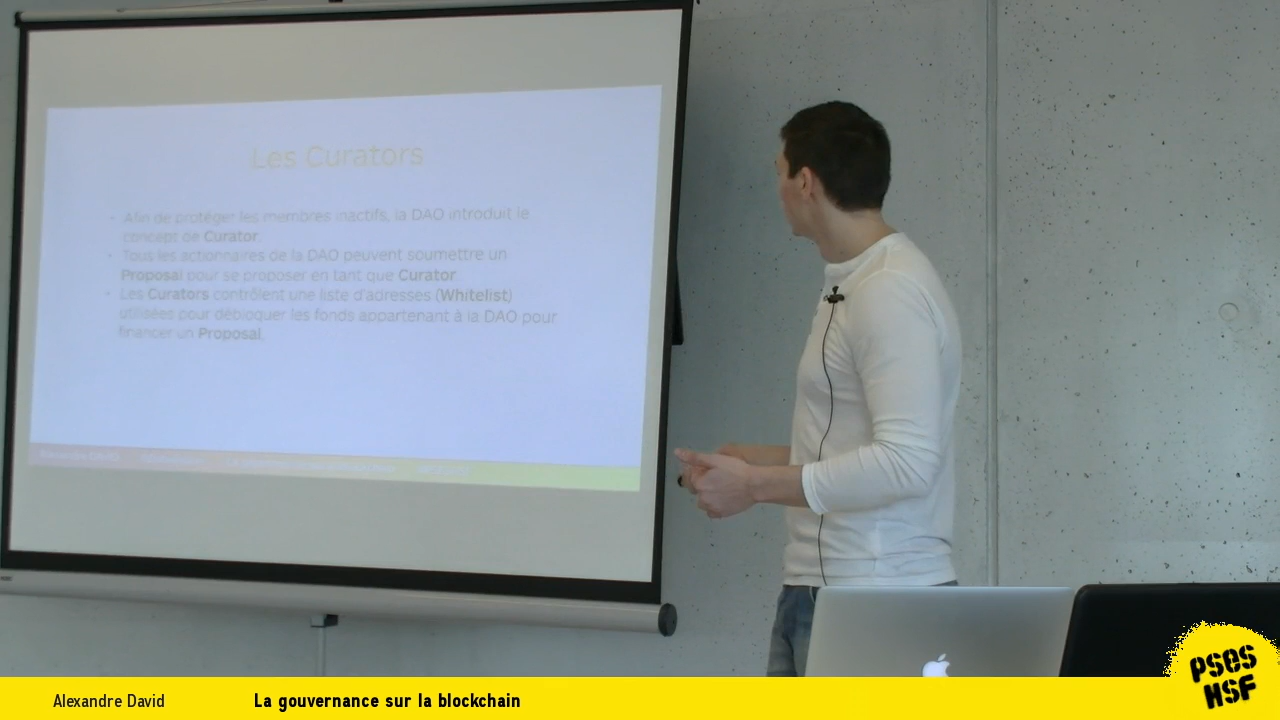 Les Curators
Afin de protéger les membres inactifs, la DAO introduit le
concept de Curator.
Tous les actionnaires de la DAO peuvent soumettre un
Proposal pour se proposer en tant que Curator.
Les Curators contrôlent une liste d'adresses (Whitelist)
utilisées pour débloquer les fonds appartenant à la DAO pour
financer un Proposal.
Alexandre DAVID
Alexandre David
La gouvernance sur la blockchain
PSES
HSF